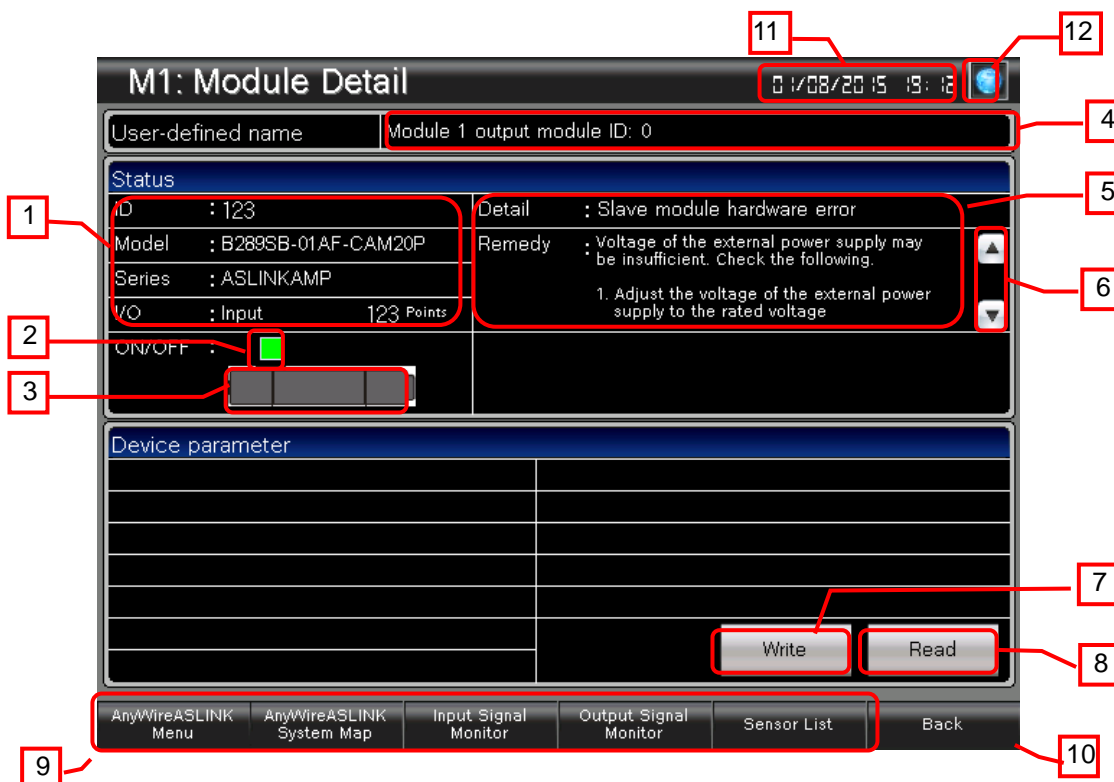 11
12
M1: Module Detail
01/08/2015 19:12
4
User-defined name
Module 1 output module ID: 0
Status
5
1
ID : 123
Detail : Slave module hardware error
Model : B289SB-01AF-CAM20P
Remedy : Voltage of the external power supply may
be insufficient. Check the following.
Series : ASLINKAMP
6
1. Adjust the voltage of the external power
supply to the rated voltage
I/O : Input 123 Points
2
ON/OFF :
3
Device parameter
7
Write
Read
8
AnyWireASLINK
Menu
AnyWireASLINK
System Map
Input Signal
Monitor
Output Signal
Monitor
Sensor List
Back
9
10